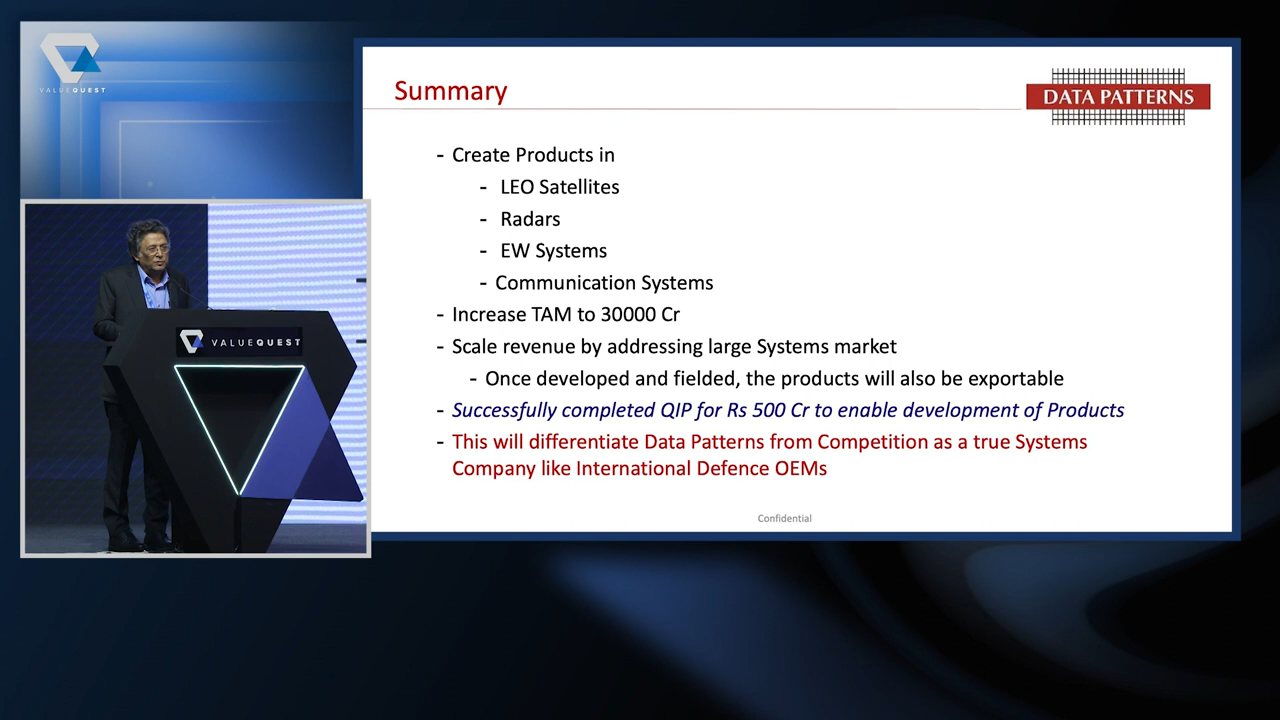 VALUEQUEST
Summary
DATA PATTERNS
- Create Products in
- LEO Satellites
- Radars
- EW Systems
- Communication Systems
- Increase TAM to 30000 Cr
- Scale revenue by addressing large Systems market
- Once developed and fielded, the products will also be exportable
- Successfully completed QIP for Rs 500 Cr to enable development of Products
- This will differentiate Data Patterns from Competition as a true Systems
Company like International Defence OEMs
Confidential
VALUEQUEST